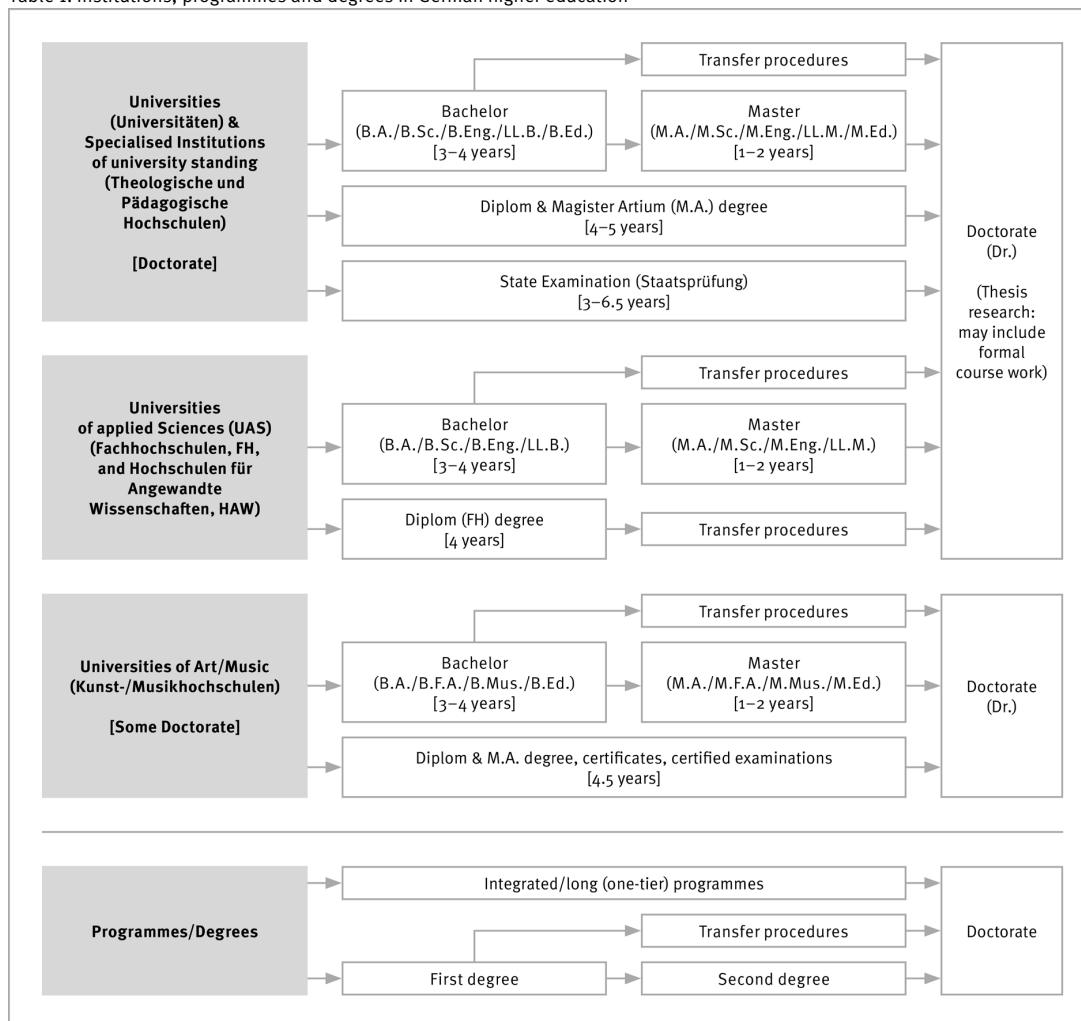 Table 1: Institutions, programmes and degrees in German higher education
Universities
(Universitäten) &
Specialised Institutions
of university standing
(Theologische und
Pädagogische
Hochschulen)
[Doctorate]
Transfer procedures
Bachelor
(B.A./B.Sc./B.Eng./LL.B./B.Ed.)
[3–4 years]
Master
(M.A./M.Sc./M.Eng./LL.M./M.Ed.)
[1–2 years]
Diplom & Magister Artium (M.A.) degree
[4–5 years]
State Examination (Staatsprüfung)
[3–6.5 years]
Doctorate
(Dr.)
(Thesis
research:
may include
formal
course work)
Universities
of applied Sciences (UAS)
(Fachhochschulen, FH,
and Hochschulen für
Angewandte
Wissenschaften, HAW)
Transfer procedures
Bachelor
(B.A./B.Sc./B.Eng./LL.B.)
[3–4 years]
Master
(M.A./M.Sc./M.Eng./LL.M.)
[1–2 years]
Diplom (FH) degree
[4 years]
Transfer procedures
Universities of Art/Music
(Kunst-/Musikhochschulen)
[Some Doctorate]
Transfer procedures
Bachelor
(B.A./B.F.A./B.Mus./B.Ed.)
[3–4 years]
Master
(M.A./M.F.A./M.Mus./M.Ed.)
[1–2 years]
Diplom & M.A. degree, certificates, certified examinations
[4.5 years]
Doctorate
(Dr.)
Programmes/Degrees
Integrated/long (one-tier) programmes
Transfer procedures
First degree
Second degree
Doctorate